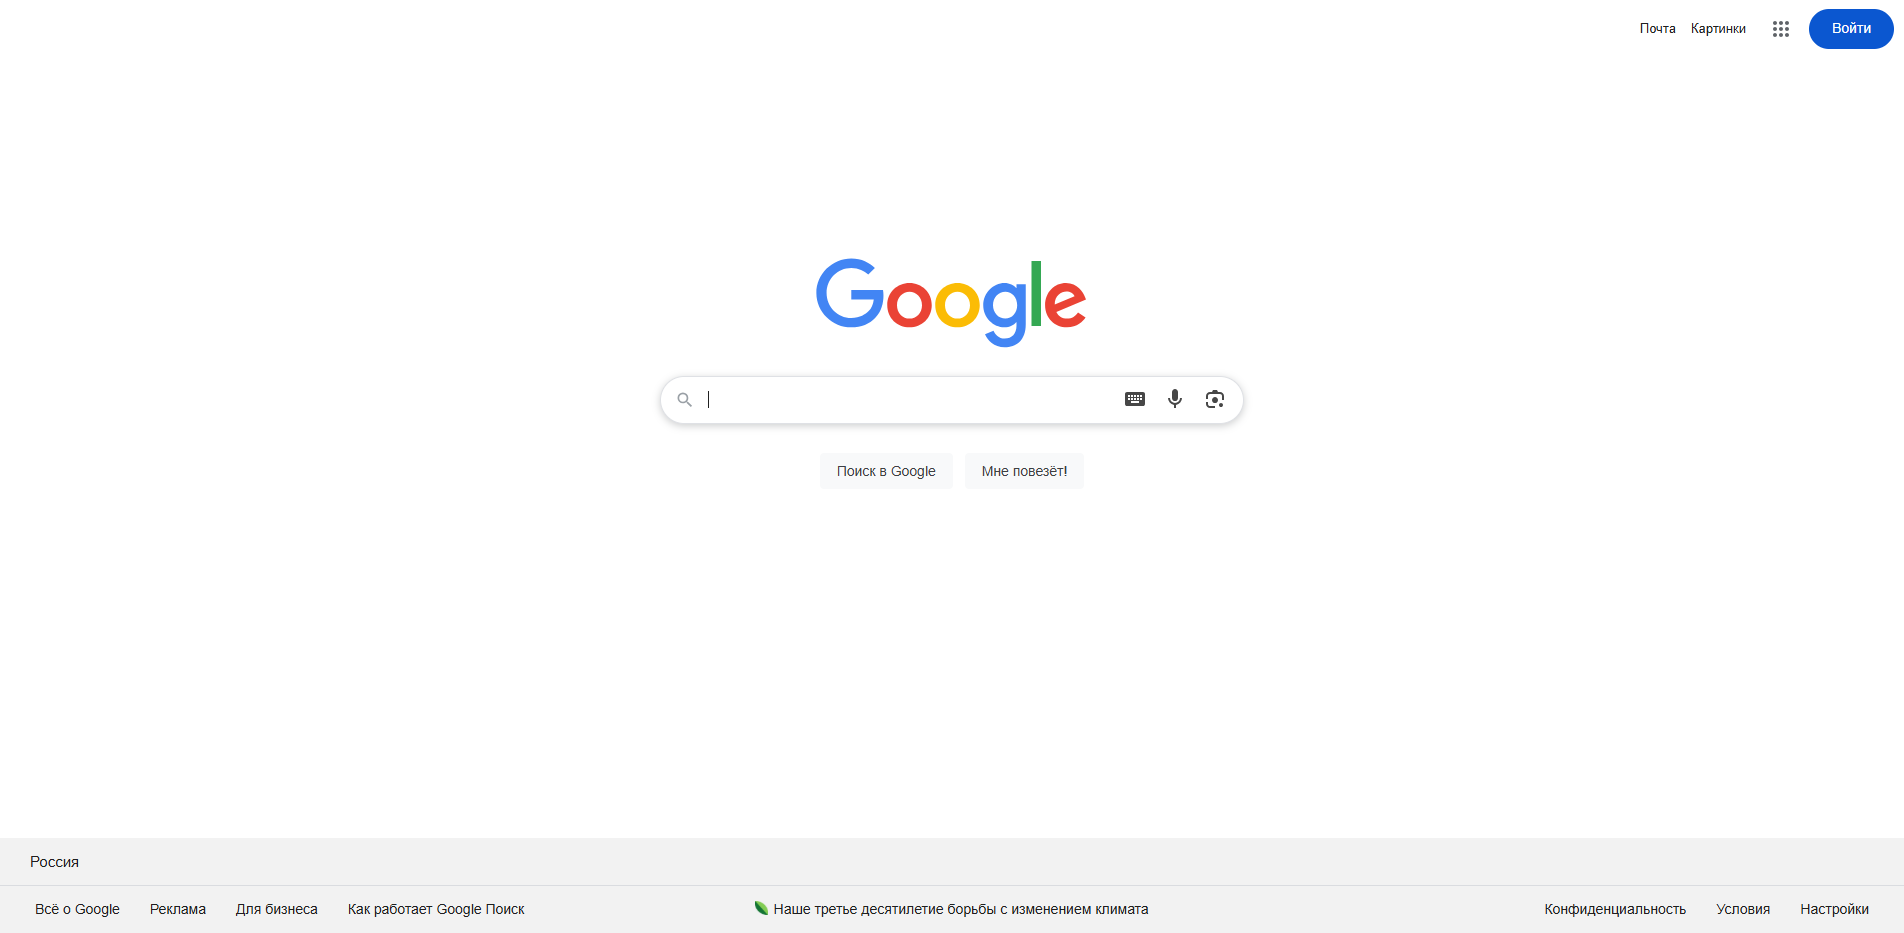 Почта Картинки Войти
Google
Поиск в Google Мне повезёт!
Россия
Всё о Google Реклама Для бизнеса Как работает Google Поиск Наше третье десятилетие борьбы с изменением климата Конфиденциальность Условия Настройки